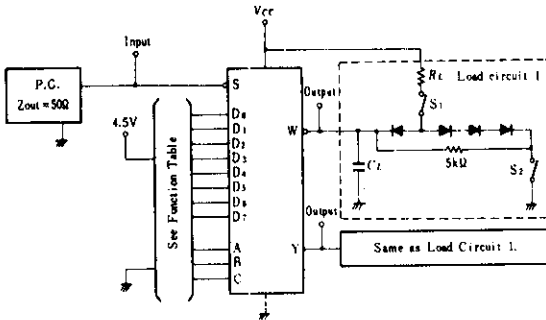 Vcc
Input
P.G.
Zout = 50Ω
4.5V
See Function Table
S
D0
D1
D2
D3
D4
D5
D6
D7
A
B
C
W
Y
Output
RL
Load circuit 1
S1
CL
5kΩ
S2
Output
Same as Load Circuit 1.